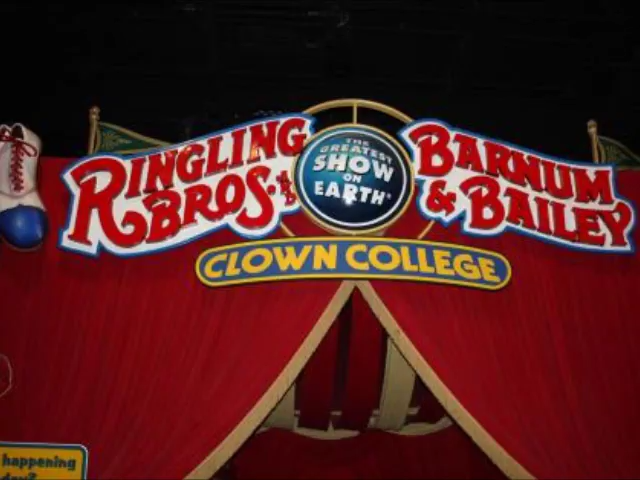 RINGLING
BROS. &
THE
GREATEST
SHOW
ON
EARTH®
BARNUM
& BAILEY
CLOWN COLLEGE
happening